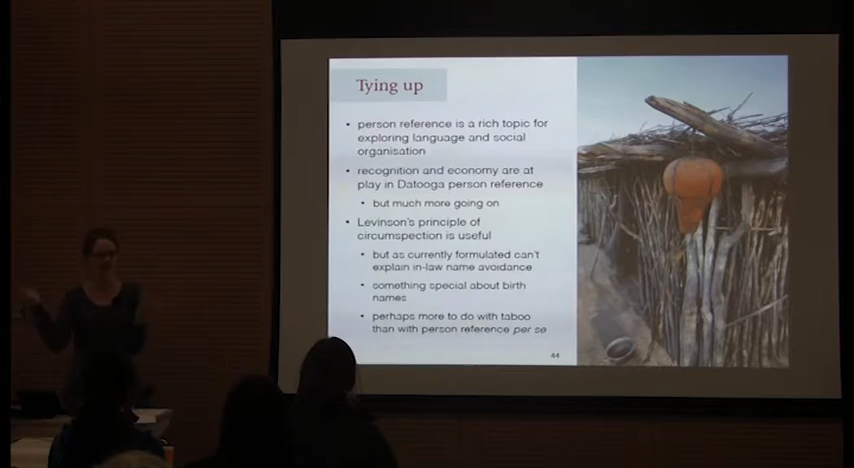 Tying up
• person reference is a rich topic for
exploring language and social
organisation
• recognition and economy are at
play in Datooga person reference
• but much more going on
• Levinson's principle of
circumspection is useful
• but as currently formulated can't
explain in-law name avoidance
• something special about birth
names
• perhaps more to do with taboo
than with person reference per se
44